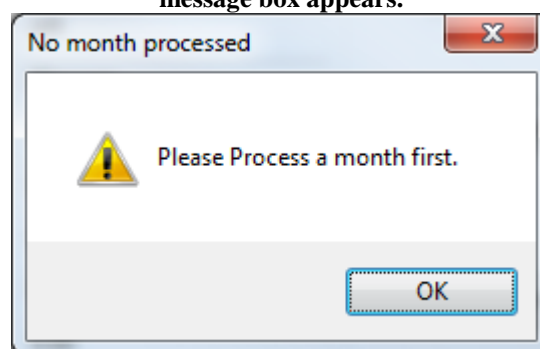 message box appears.
No month processed
Please Process a month first.
OK